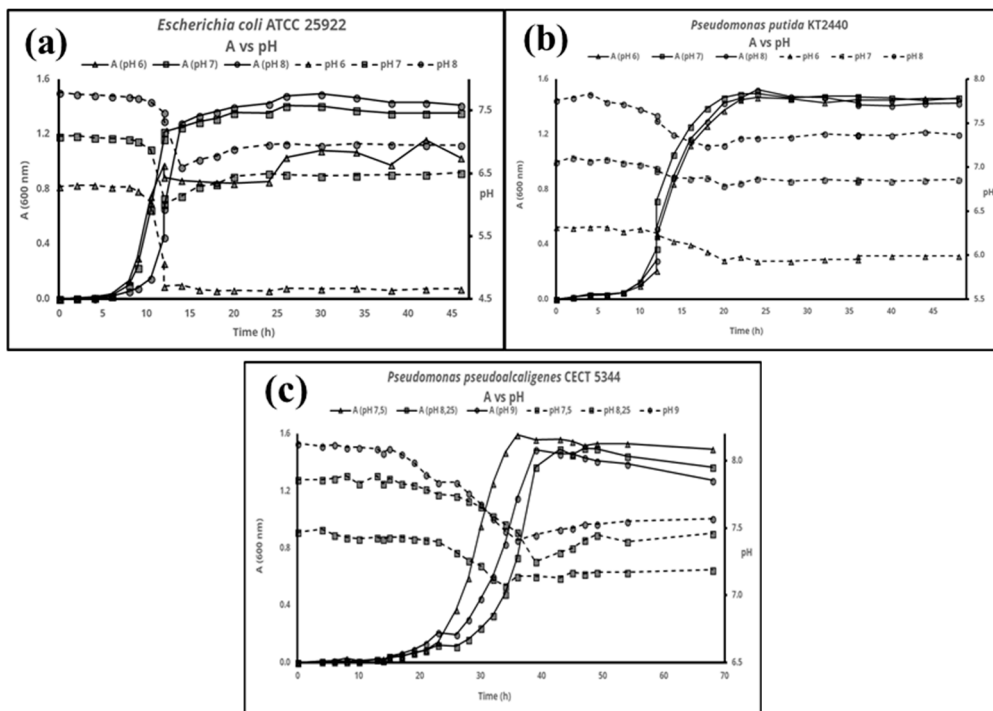 (a)
Escherichia coli ATCC 25922
A vs pH
A (pH 6) A (pH 7) A (pH 8) pH 6 pH 7 pH 8
1.6
1.2
0.8
0.4
0.0
A (600 nm)
7.5
6.5
5.5
4.5
pH
0 5 10 15 20 25 30 35 40 45
Time (h)
(b)
Pseudomonas putida KT2440
A vs pH
A (pH6) A (pH7) A (pH8) pH 6 pH 7 pH 8
1.6
1.2
0.8
0.4
0.0
A (600 nm)
8.0
7.5
7.0
6.5
6.0
5.5
pH
0 5 10 15 20 25 30 35 40 45
Time (h)
(c)
Pseudomonas pseudoalcaligenes CECT 5344
A vs pH
A (pH 7,5) A (pH 8,25) A (pH 9) pH 7,5 pH 8,25 pH 9
1.6
1.2
0.8
0.4
0.0
A (600 nm)
8.0
7.5
7.0
6.5
pH
0 10 20 30 40 50 60 70
Time (h)